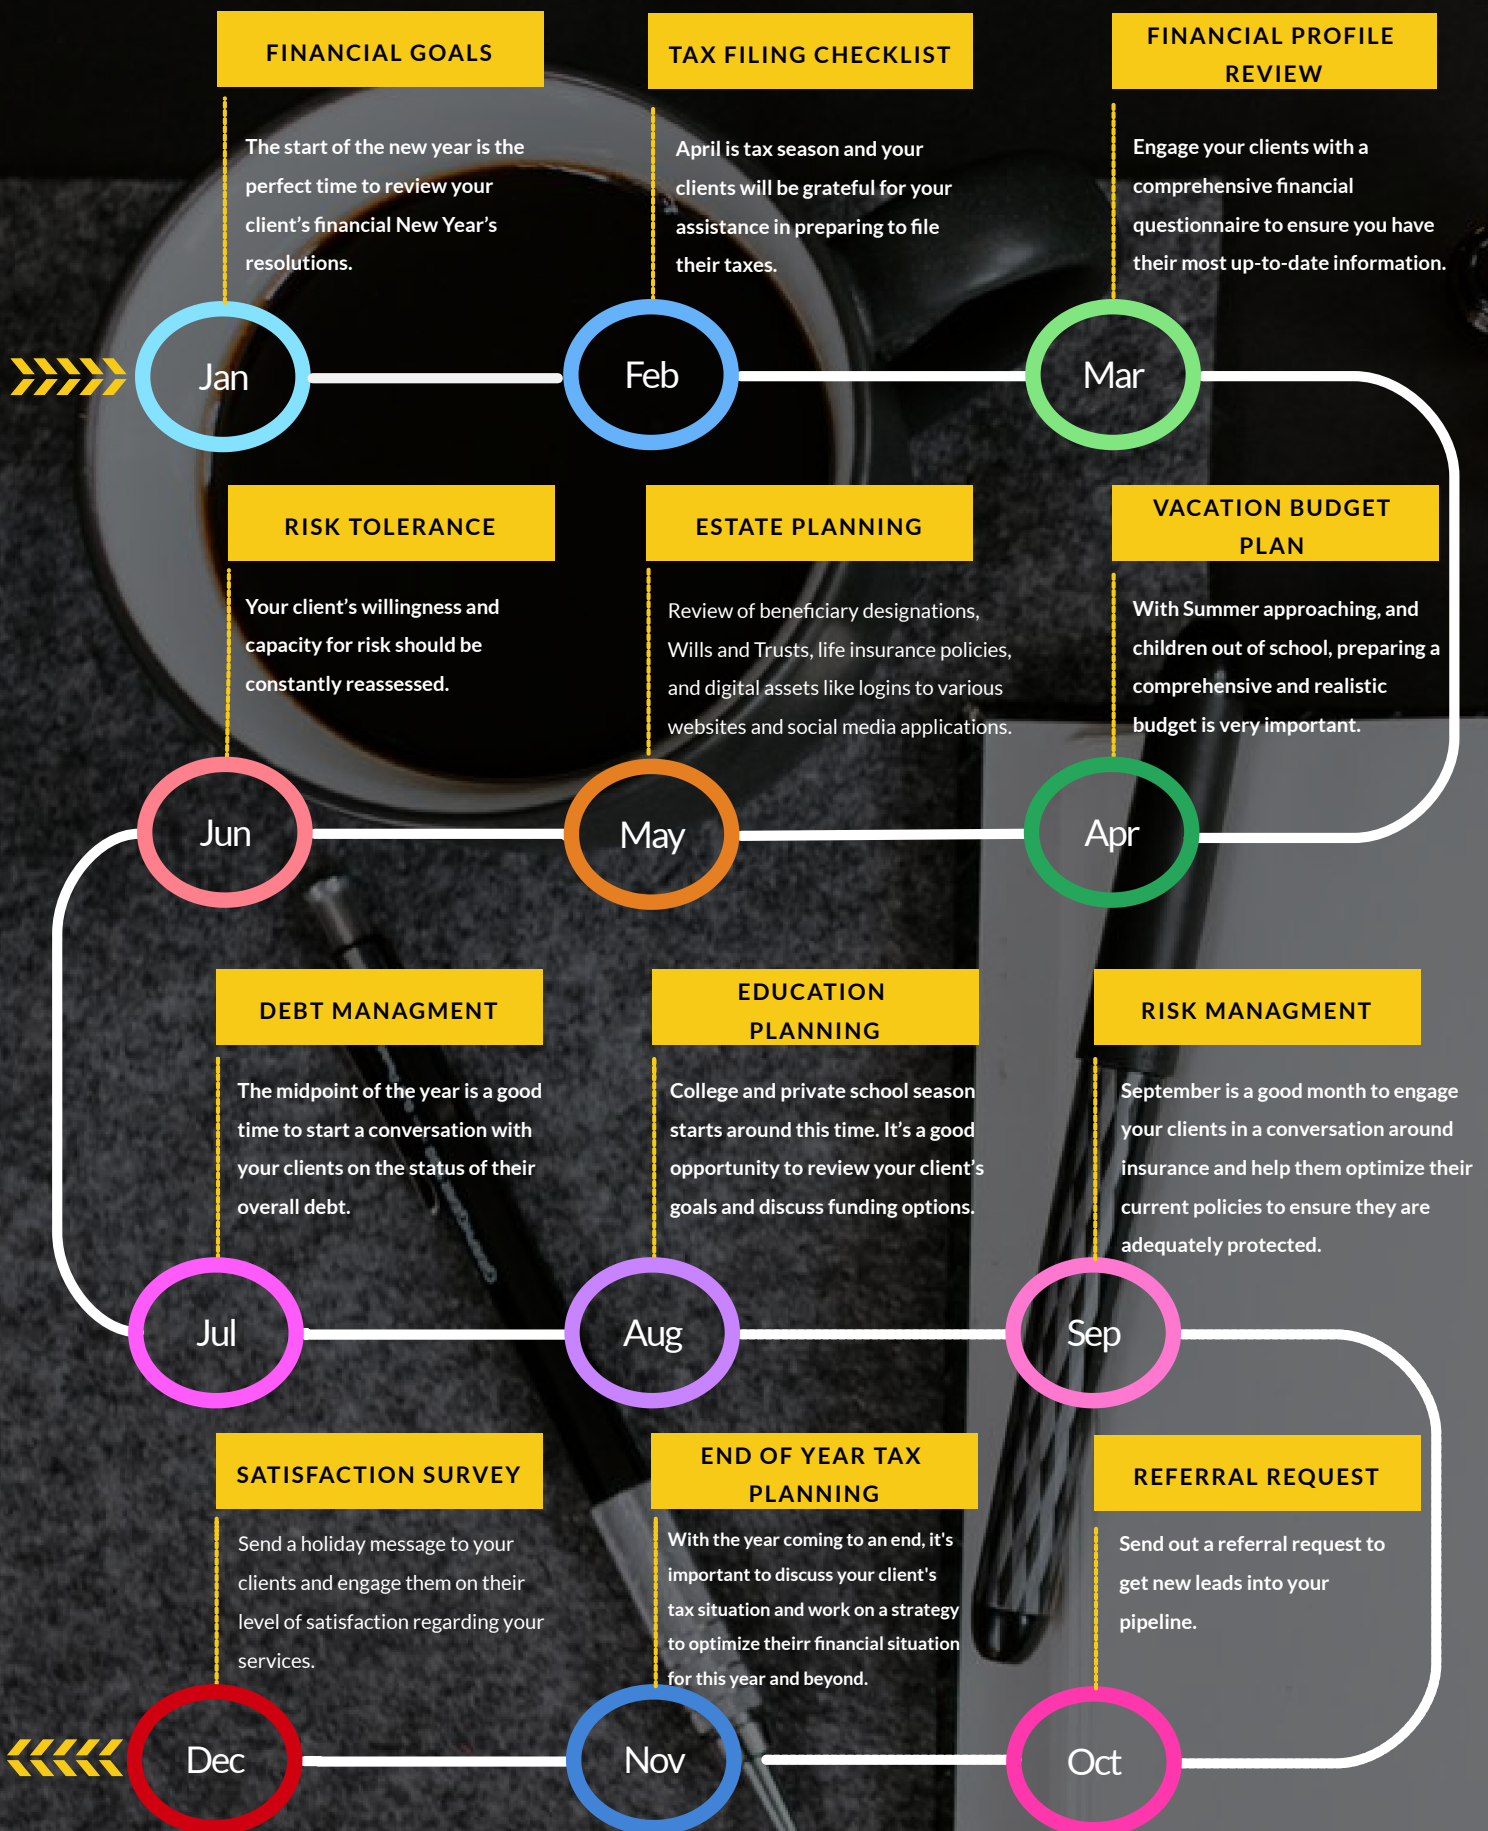 FINANCIAL GOALS
The start of the new year is the
perfect time to review your
client’s financial New Year’s
resolutions.
Jan
TAX FILING CHECKLIST
April is tax season and your
clients will be grateful for your
assistance in preparing to file
their taxes.
Feb
FINANCIAL PROFILE
REVIEW
Engage your clients with a
comprehensive financial
questionnaire to ensure you have
their most up-to-date information.
Mar
VACATION BUDGET
PLAN
With Summer approaching, and
children out of school, preparing a
comprehensive and realistic
budget is very important.
Apr
ESTATE PLANNING
Review of beneficiary designations,
Wills and Trusts, life insurance policies,
and digital assets like logins to various
websites and social media applications.
May
RISK TOLERANCE
Your client’s willingness and
capacity for risk should be
constantly reassessed.
Jun
DEBT MANAGMENT
The midpoint of the year is a good
time to start a conversation with
your clients on the status of their
overall debt.
Jul
EDUCATION
PLANNING
College and private school season
starts around this time. It’s a good
opportunity to review your client’s
goals and discuss funding options.
Aug
RISK MANAGMENT
September is a good month to engage
your clients in a conversation around
insurance and help them optimize their
current policies to ensure they are
adequately protected.
Sep
REFERRAL REQUEST
Send out a referral request to
get new leads into your
pipeline.
Oct
END OF YEAR TAX
PLANNING
With the year coming to an end, it's
important to discuss your client's
tax situation and work on a strategy
to optimize theirr financial situation
for this year and beyond.
Nov
SATISFACTION SURVEY
Send a holiday message to your
clients and engage them on their
level of satisfaction regarding your
services.
Dec